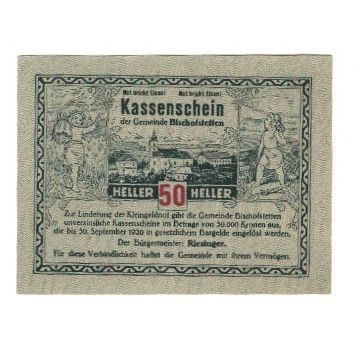 Not bricht Eisen! Not bricht Eisen!
Kassenschein
der Gemeinde Bischofstetten
HELLER 50 HELLER
Zur Linderung der Kleingeldnot gibt die Gemeinde Bischofstetten
unverzinsliche Kassenscheine im Betrage von 50.000 Kronen aus,
die bis 30. September 1920 in gesetzlichem Bargelde eingelöst werden.
Der Bürgermeister: Riesinger.
Für diese Verbindlichkeit haftet die Gemeinde mit ihrem Vermögen.